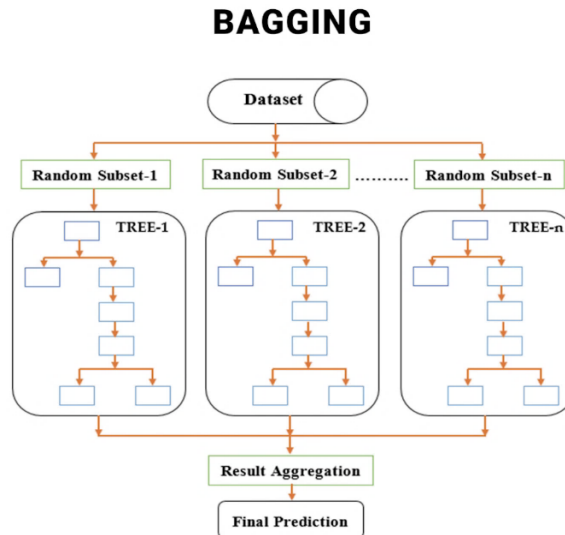 BAGGING
Dataset
Random Subset-1
Random Subset-2
..........
Random Subset-n
TREE-1
TREE-2
TREE-n
Result Aggregation
Final Prediction